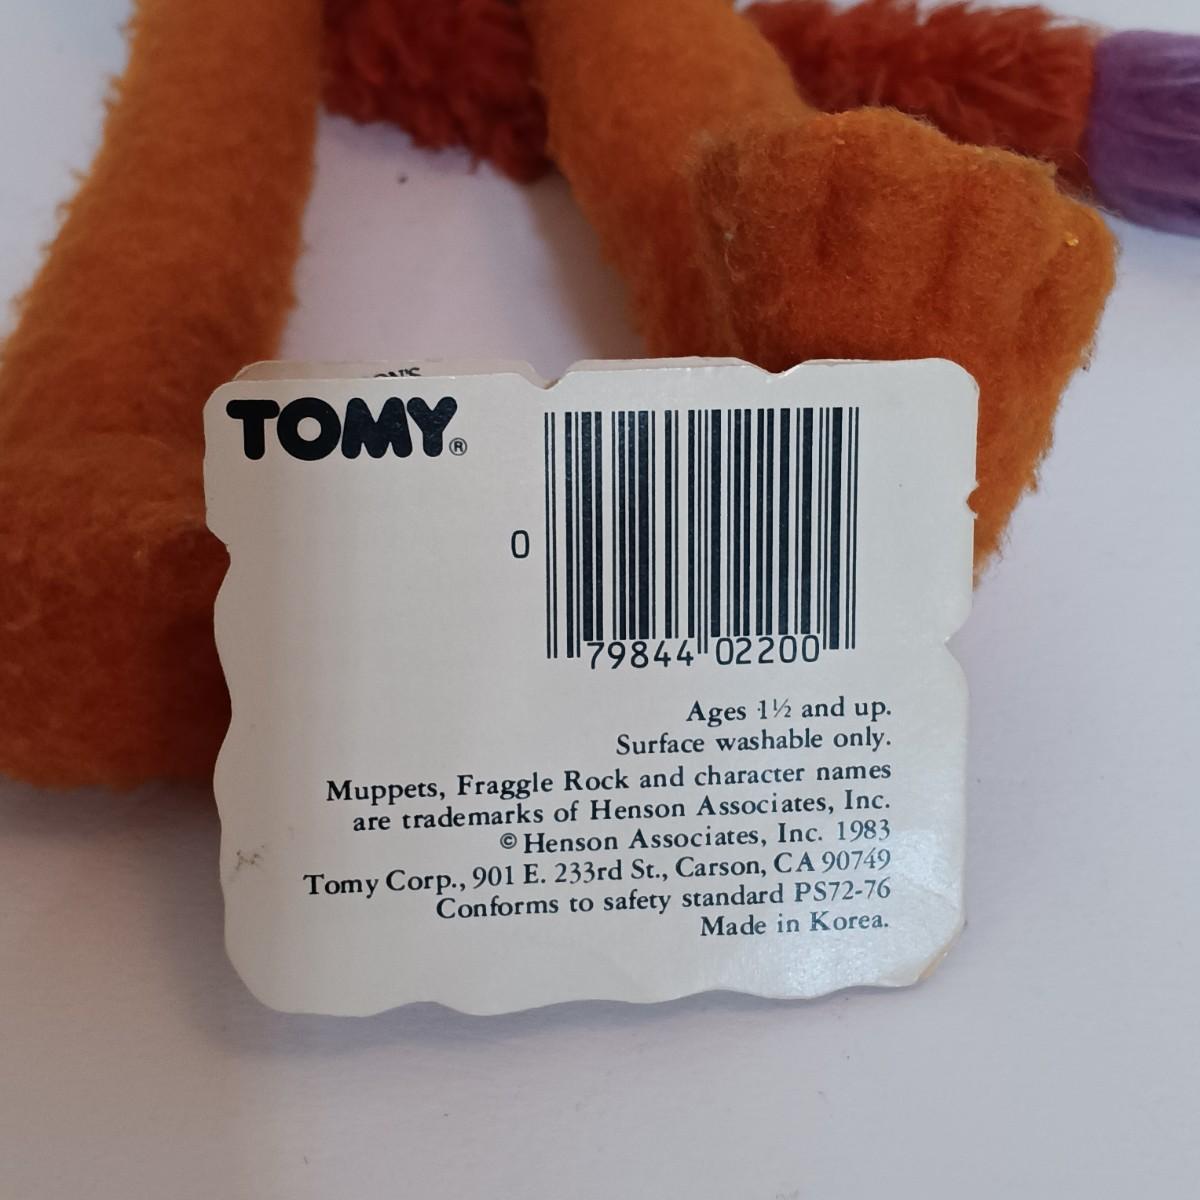 TOMY®
0
79844 02200
Ages 1½ and up.
Surface washable only.
Muppets, Fraggle Rock and character names
are trademarks of Henson Associates, Inc.
© Henson Associates, Inc. 1983
Tomy Corp., 901 E. 233rd St., Carson, CA 90749
Conforms to safety standard PS72-76
Made in Korea.